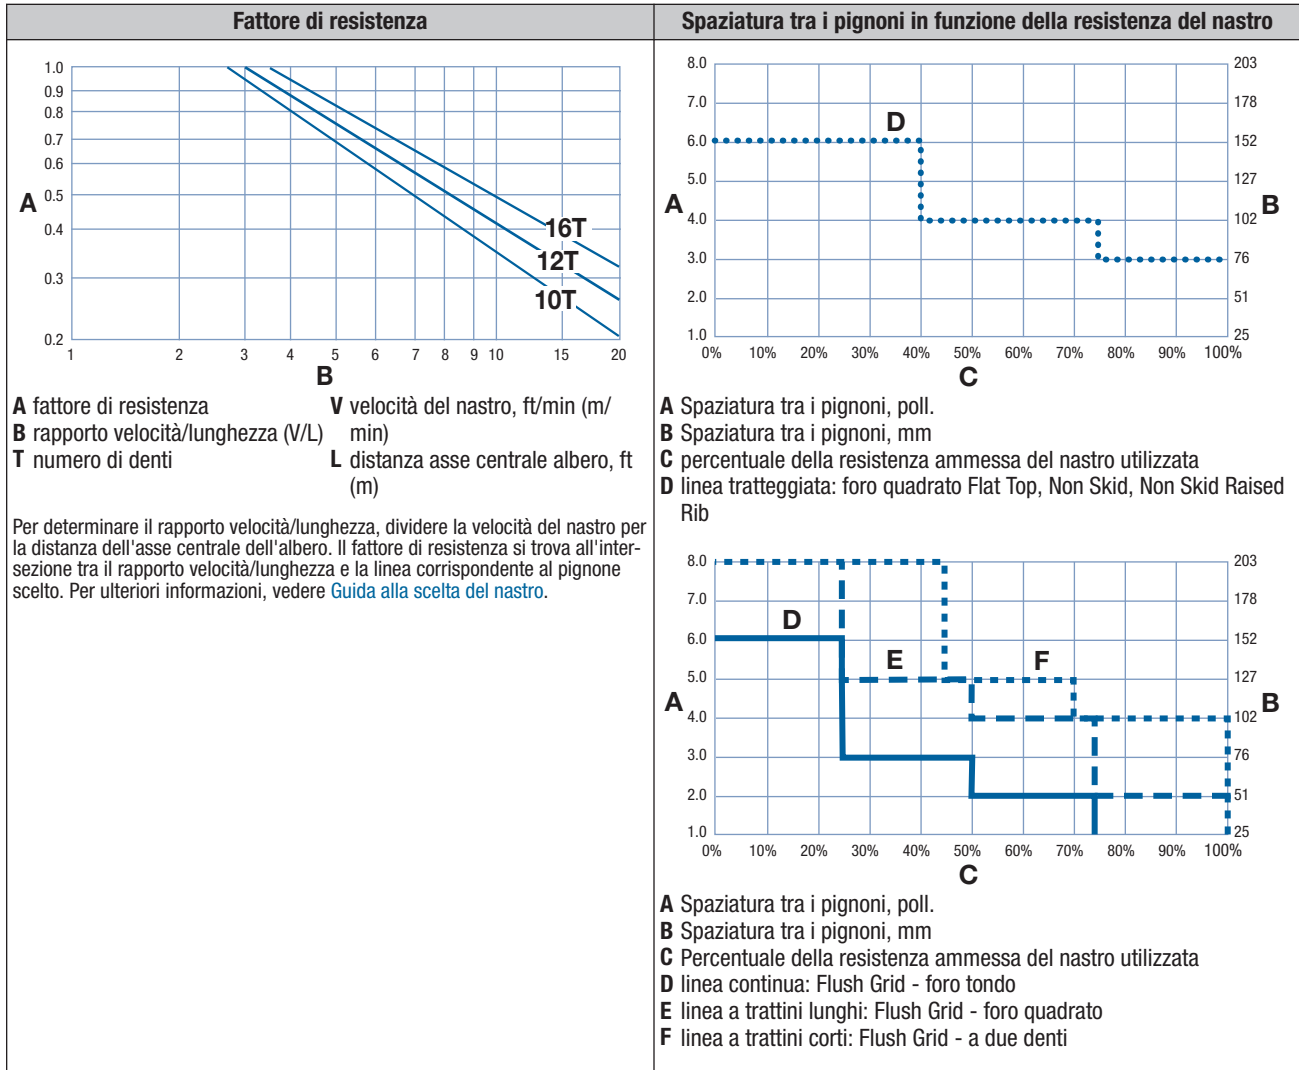 Fattore di resistenza
1.0
0.9
0.8
0.7
0.6
0.5
0.4
0.3
0.2
A
16T
12T
10T
1 2 3 4 5 6 7 8 9 10 15 20
B
A fattore di resistenza
B rapporto velocità/lunghezza (V/L)
T numero di denti
V velocità del nastro, ft/min (m/
min)
L distanza asse centrale albero, ft
(m)
Per determinare il rapporto velocità/lunghezza, dividere la velocità del nastro per
la distanza dell'asse centrale dell'albero. Il fattore di resistenza si trova all'inter-
sezione tra il rapporto velocità/lunghezza e la linea corrispondente al pignone
scelto. Per ulteriori informazioni, vedere Guida alla scelta del nastro.
Spaziatura tra i pignoni in funzione della resistenza del nastro
8.0 203
7.0 178
D
6.0 152
5.0 127
A B
4.0 102
3.0 76
2.0 51
1.0 25
0% 10% 20% 30% 40% 50% 60% 70% 80% 90% 100%
C
A Spaziatura tra i pignoni, poll.
B Spaziatura tra i pignoni, mm
C percentuale della resistenza ammessa del nastro utilizzata
D linea tratteggiata: foro quadrato Flat Top, Non Skid, Non Skid Raised
Rib
8.0 203
7.0 178
D
6.0 152
E F
5.0 127
A B
4.0 102
3.0 76
2.0 51
1.0 25
0% 10% 20% 30% 40% 50% 60% 70% 80% 90% 100%
C
A Spaziatura tra i pignoni, poll.
B Spaziatura tra i pignoni, mm
C Percentuale della resistenza ammessa del nastro utilizzata
D linea continua: Flush Grid - foro tondo
E linea a trattini lunghi: Flush Grid - foro quadrato
F linea a trattini corti: Flush Grid - a due denti